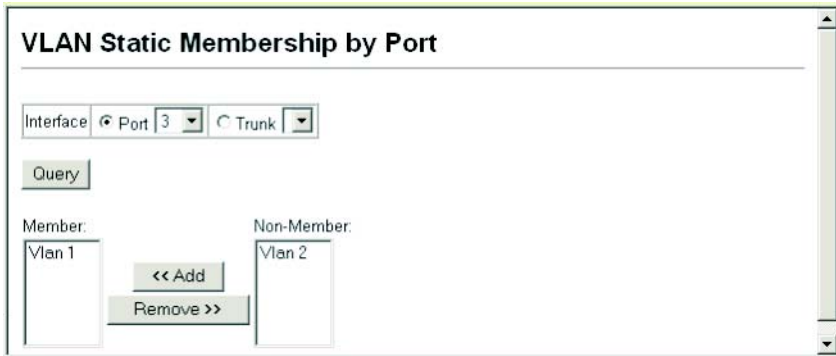 VLAN Static Membership by Port
Interface Port 3 Trunk
Query
Member: Non-Member:
Vlan 1 Vlan 2
<< Add
Remove >>